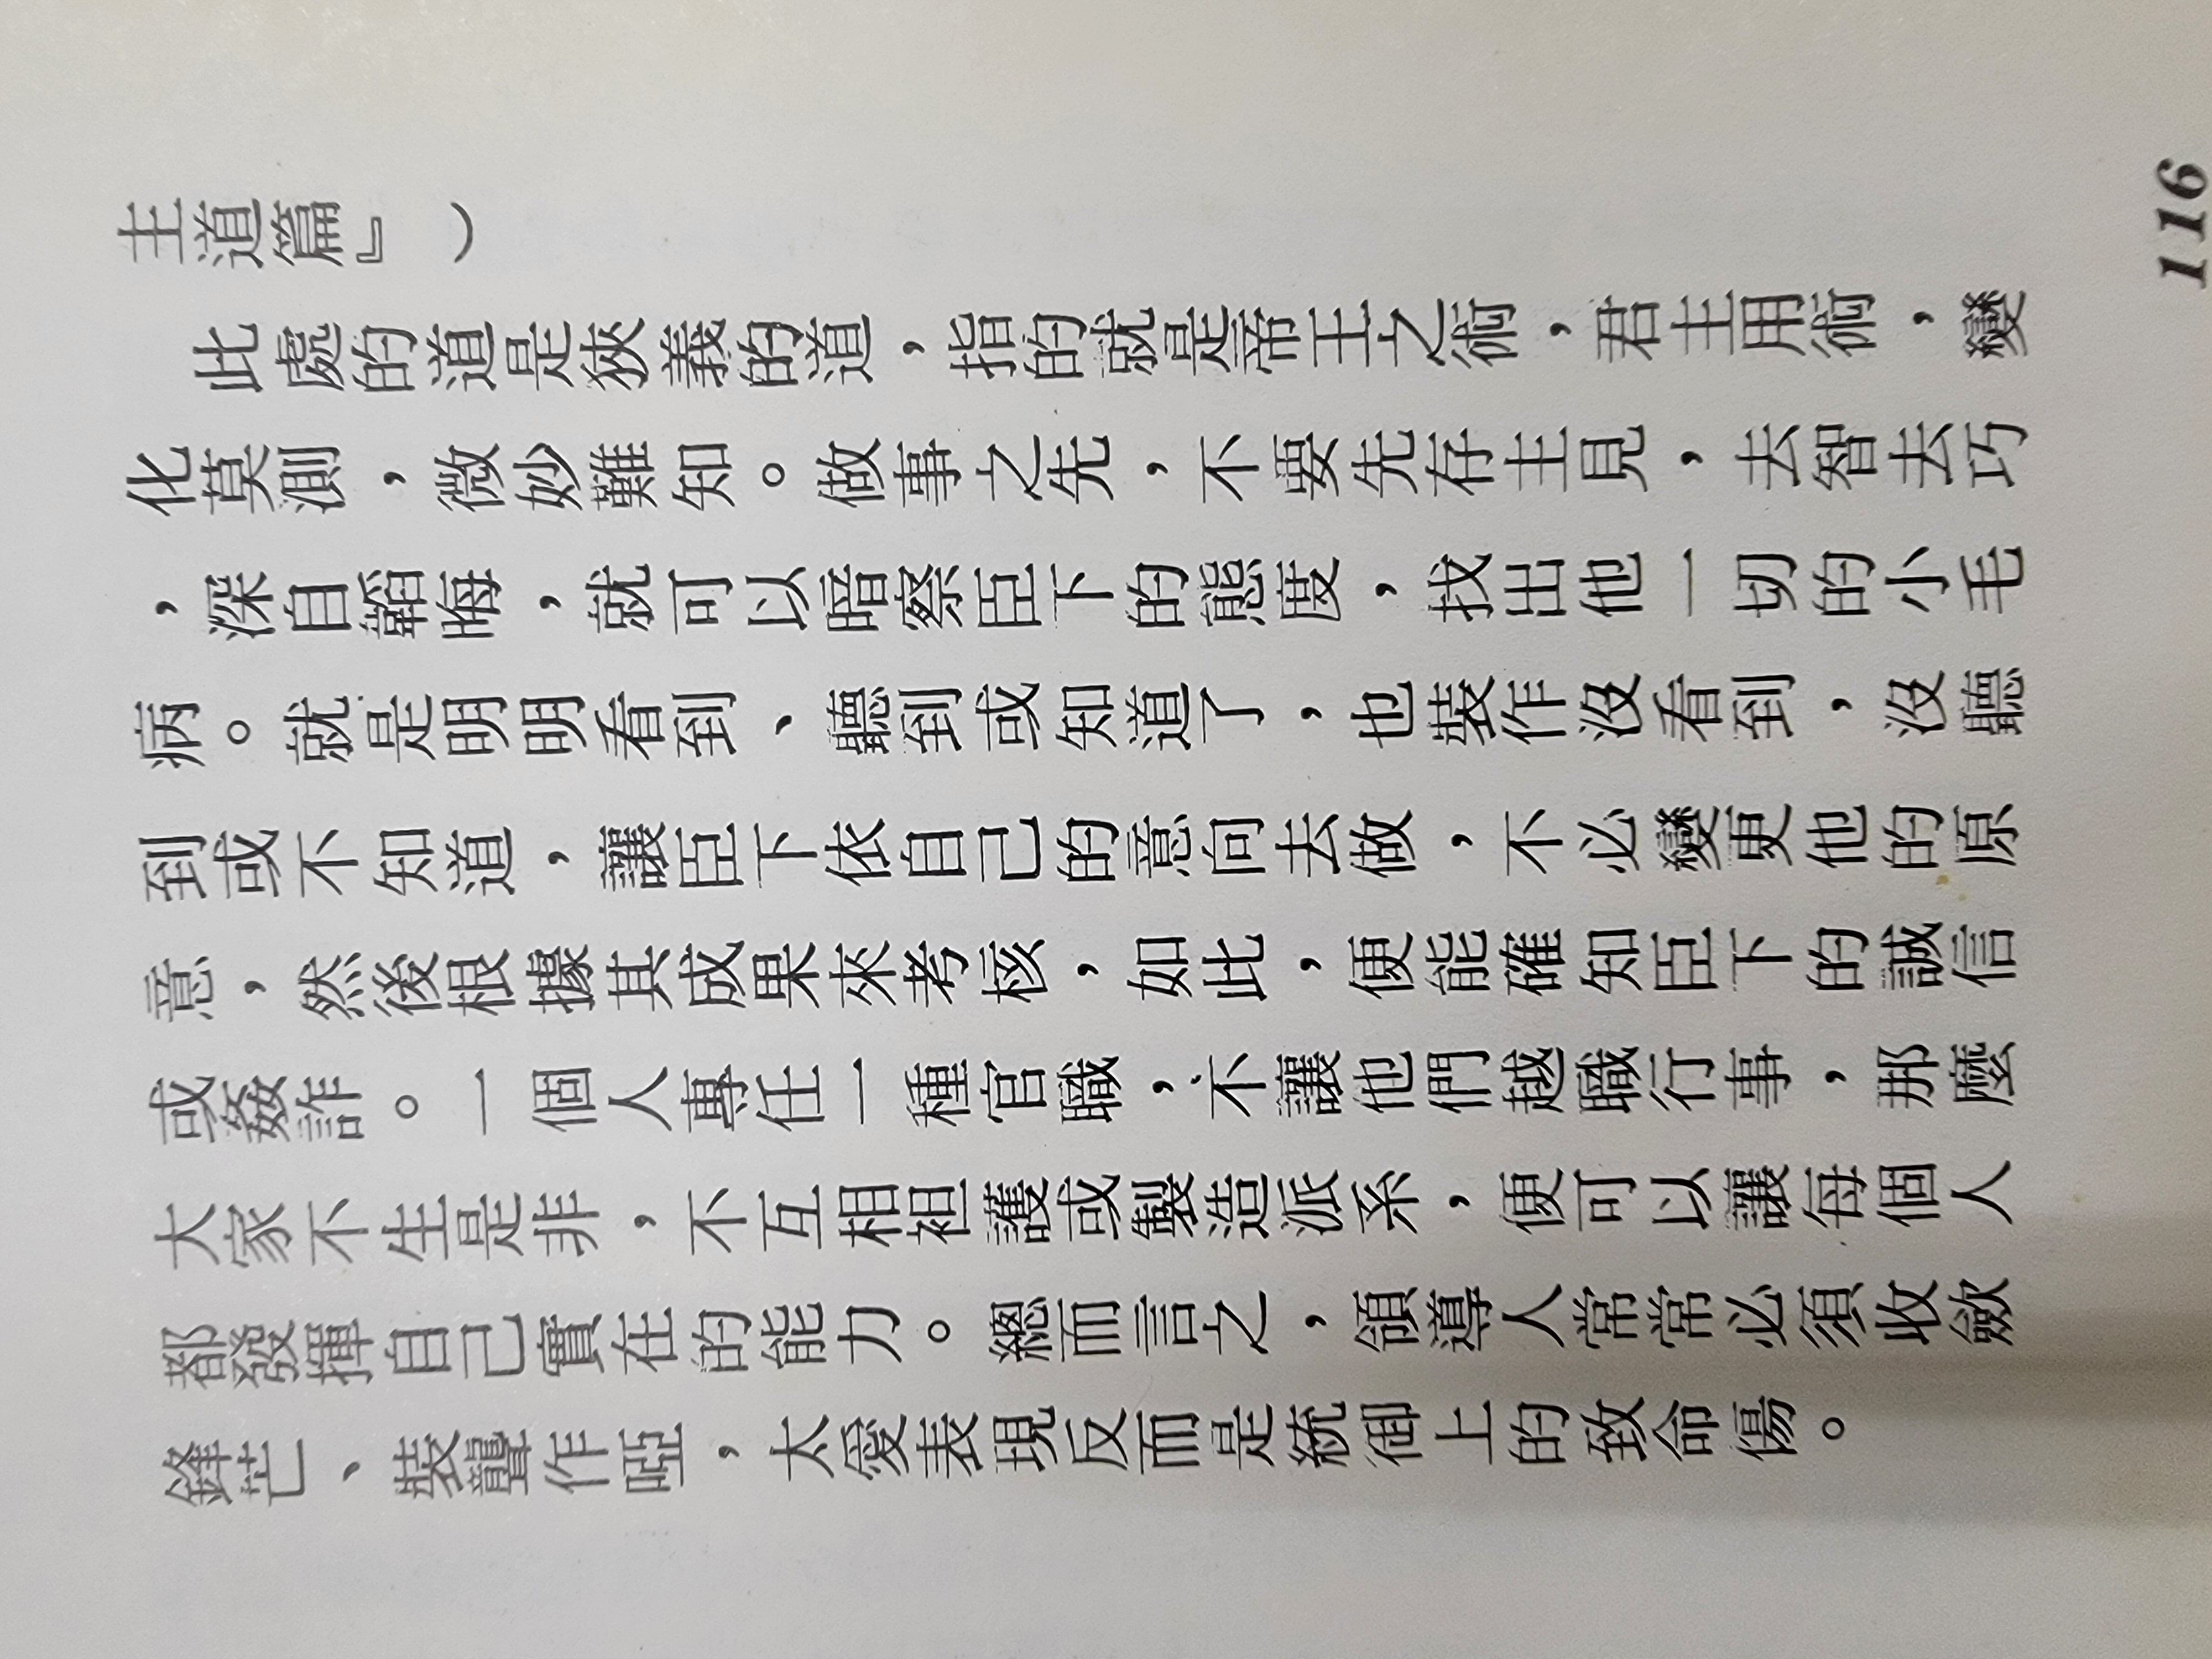 主道篇』）
此處的道是狹義的道，指的就是帝王之術，君主用術，變
化莫測，微妙難知。做事之先，不要先存主見，去智去巧
，深自韜晦，就可以暗察臣下的態度，找出他一切的小毛
病。就是明明看到、聽到或知道了，也裝作沒看到，沒聽
到或不知道，讓臣下依自己的意向去做，不必變更他的原
意，然後根據其成果來考核，如此，便能確知臣下的誠信
或姦詐。一個人專任一種官職，不讓他們越職行事，那麼
大家不生是非，不互相袒護或製造派系，便可以讓每個人
都發揮自己實在的能力。總而言之，領導人常常必須收歛
鋒芒、裝聾作啞，太愛表現反而是統御上的致命傷。
116